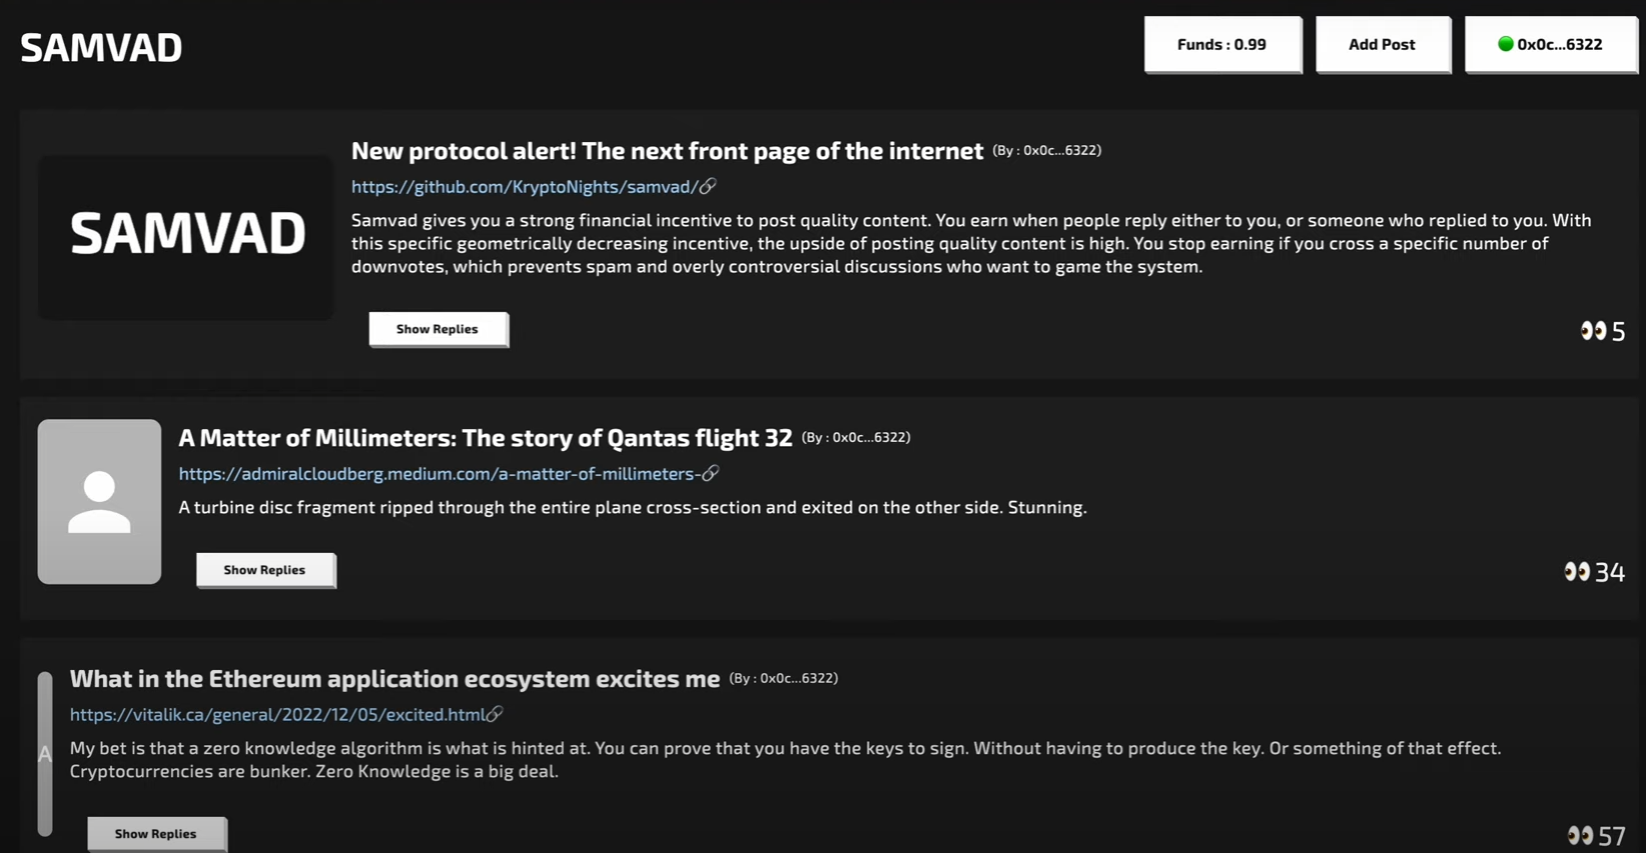 SAMVAD
Funds : 0.99
Add Post
0x0c...6322
SAMVAD
New protocol alert! The next front page of the internet (By : 0x0c...6322)
https://github.com/KryptoNights/samvad/
Samvad gives you a strong financial incentive to post quality content. You earn when people reply either to you, or someone who replied to you. With
this specific geometrically decreasing incentive, the upside of posting quality content is high. You stop earning if you cross a specific number of
downvotes, which prevents spam and overly controversial discussions who want to game the system.
Show Replies
5
A Matter of Millimeters: The story of Qantas flight 32 (By : 0x0c...6322)
https://admiralcloudberg.medium.com/a-matter-of-millimeters-
A turbine disc fragment ripped through the entire plane cross-section and exited on the other side. Stunning.
Show Replies
34
What in the Ethereum application ecosystem excites me (By : 0x0c...6322)
https://vitalik.ca/general/2022/12/05/excited.html
A
My bet is that a zero knowledge algorithm is what is hinted at. You can prove that you have the keys to sign. Without having to produce the key. Or something of that effect.
Cryptocurrencies are bunker. Zero Knowledge is a big deal.
Show Replies
57